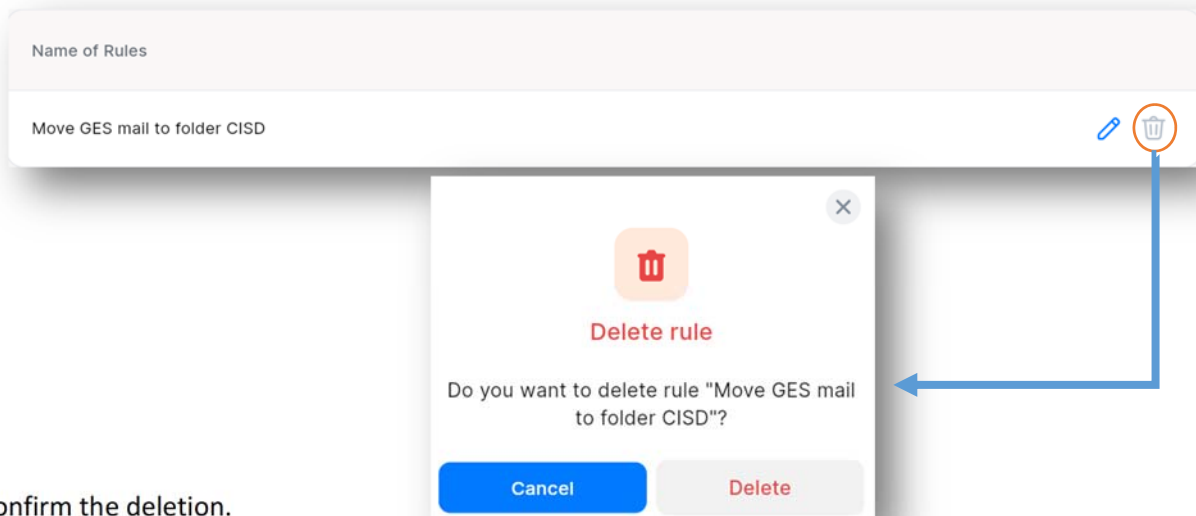 Name of Rules
Move GES mail to folder CISD
Delete rule
Do you want to delete rule "Move GES mail
to folder CISD"?
Cancel Delete
onfirm the deletion.